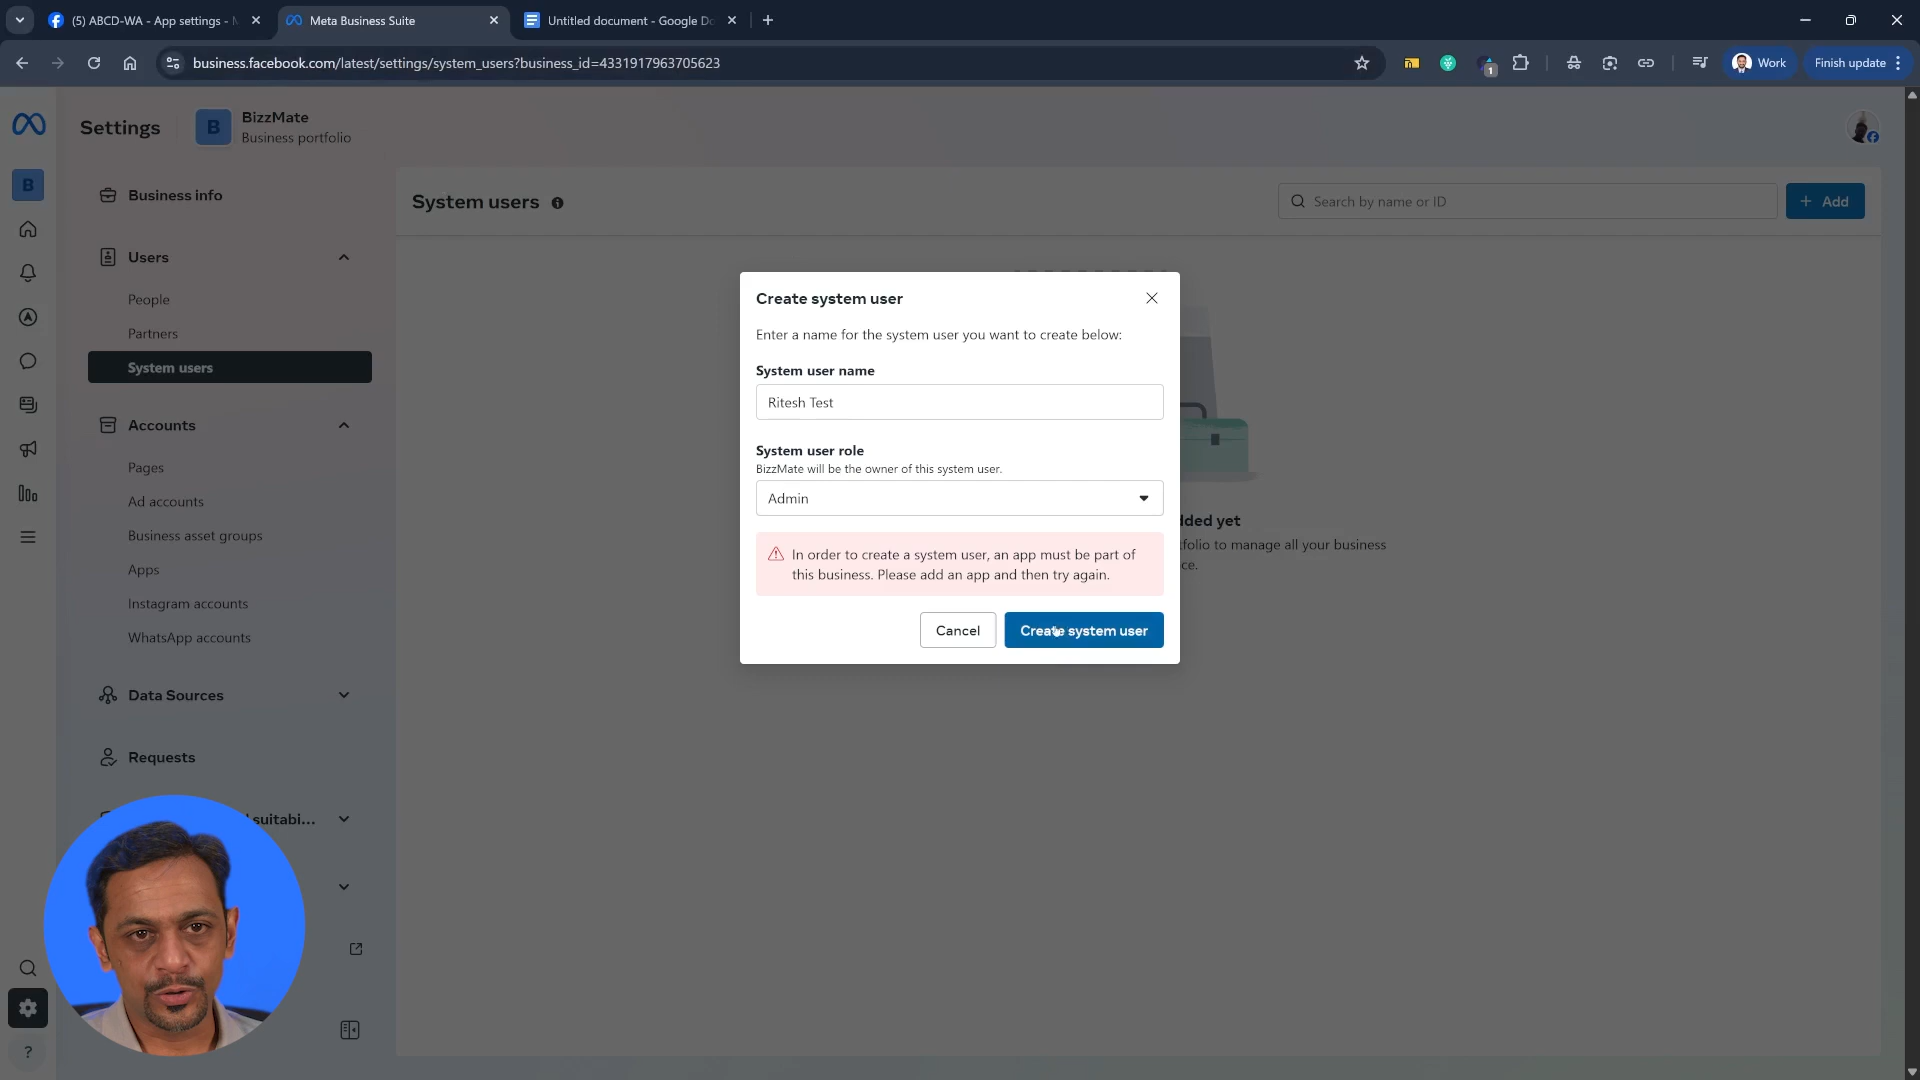 (5) ABCD-WA - App settings -
Meta Business Suite
Untitled document - Google Do
business.facebook.com/latest/settings/system_users?business_id=4331917963705623
1
Work
Finish update
Settings
B
BizzMate
Business portfolio
B
Business info
Users
People
Partners
System users
Accounts
Pages
Ad accounts
Business asset groups
Apps
Instagram accounts
WhatsApp accounts
Data Sources
Requests
suitabi...
?
System users
Search by name or ID
+ Add
dded yet
tfolio to manage all your business
ce.
Create system user
Enter a name for the system user you want to create below:
System user name
Ritesh Test
System user role
BizzMate will be the owner of this system user.
Admin
In order to create a system user, an app must be part of
this business. Please add an app and then try again.
Cancel
Create system user